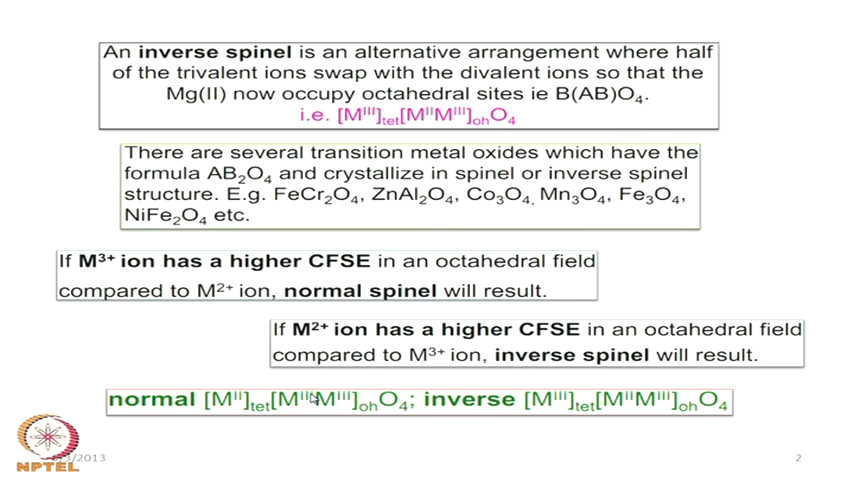 An inverse spinel is an alternative arrangement where half
of the trivalent ions swap with the divalent ions so that the
Mg(II) now occupy octahedral sites ie B(AB)O₄.
i.e. [Mᴵᴵᴵ]tet[MᴵᴵMᴵᴵᴵ]ohO₄
There are several transition metal oxides which have the
formula AB₂O₄ and crystallize in spinel or inverse spinel
structure. E.g. FeCr₂O₄, ZnAl₂O₄, Co₃O₄, Mn₃O₄, Fe₃O₄,
NiFe₂O₄ etc.
If M³⁺ ion has a higher CFSE in an octahedral field
compared to M²⁺ ion, normal spinel will result.
If M²⁺ ion has a higher CFSE in an octahedral field
compared to M³⁺ ion, inverse spinel will result.
normal [Mᴵᴵ]tet[MᴵᴵᴵMᴵᴵᴵ]ohO₄; inverse [Mᴵᴵᴵ]tet[MᴵᴵMᴵᴵᴵ]ohO₄
NPTEL
/2013
2